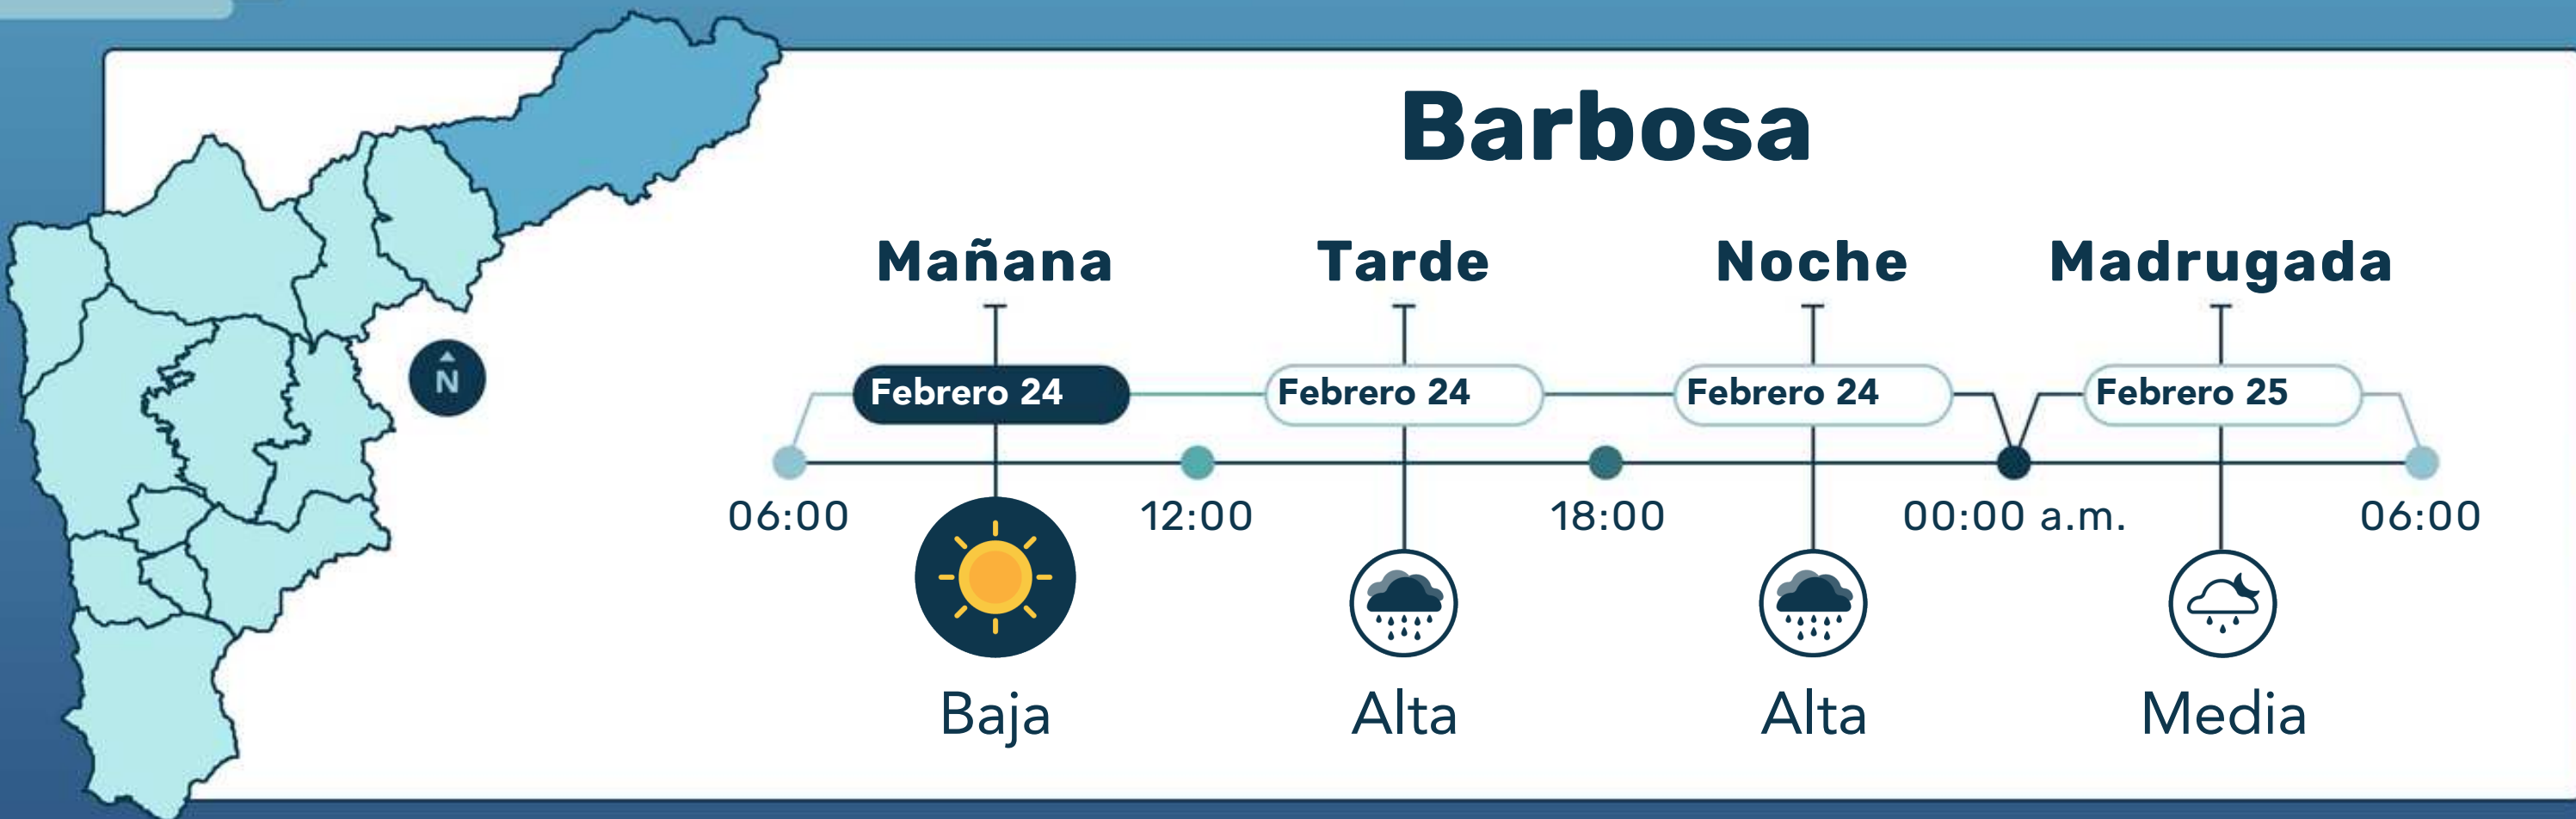 Barbosa
Mañana Tarde Noche Madrugada
Febrero 24 Febrero 24 Febrero 24 Febrero 25
N
06:00 12:00 18:00 00:00 a.m. 06:00
Baja Alta Alta Media